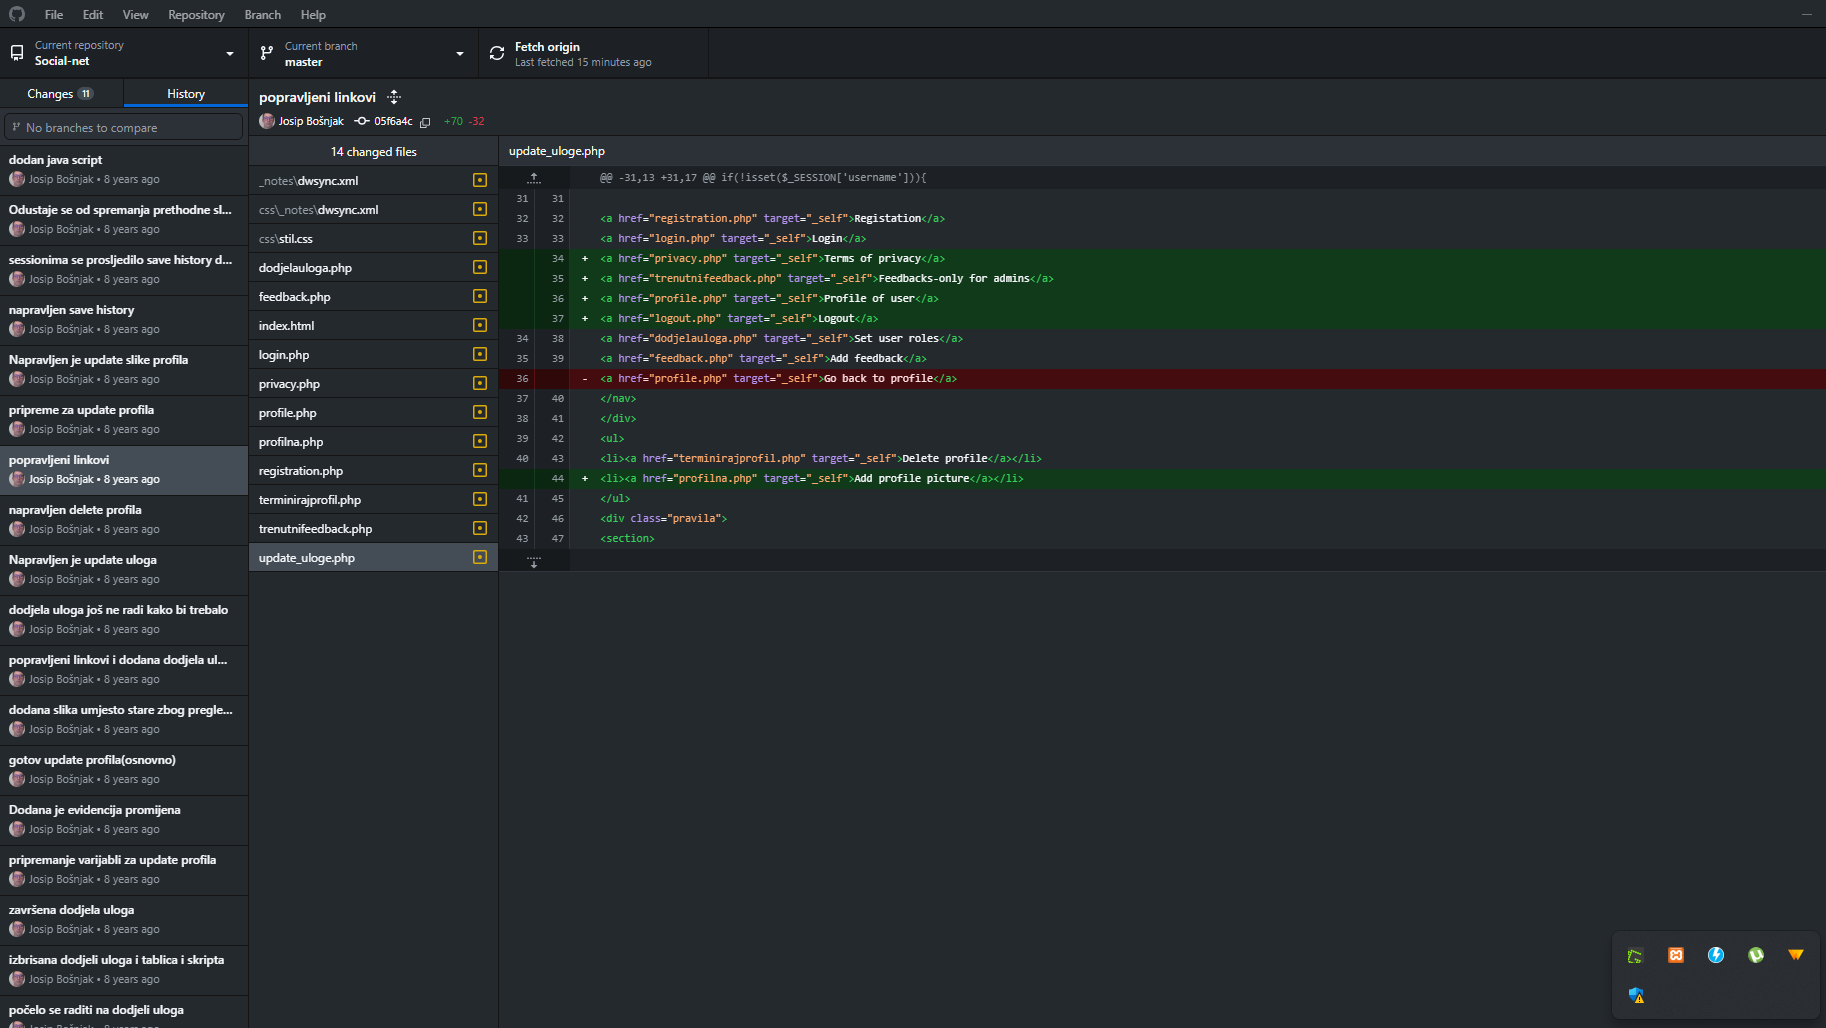 File Edit View Repository Branch Help
Current repository
Social-net
Current branch
master
Fetch origin
Last fetched 15 minutes ago
Changes 11
History
No branches to compare
dodan java script
Josip Bošnjak • 8 years ago
Odustaje se od spremanja prethodne sl...
Josip Bošnjak • 8 years ago
sessionima se prosljedilo save history d...
Josip Bošnjak • 8 years ago
napravljen save history
Josip Bošnjak • 8 years ago
Napravljen je update slike profila
Josip Bošnjak • 8 years ago
pripreme za update profila
Josip Bošnjak • 8 years ago
popravljeni linkovi
Josip Bošnjak • 8 years ago
napravljen delete profila
Josip Bošnjak • 8 years ago
Napravljen je update uloga
Josip Bošnjak • 8 years ago
dodjela uloga još ne radi kako bi trebalo
Josip Bošnjak • 8 years ago
popravljeni linkovi i dodana dodjela ul...
Josip Bošnjak • 8 years ago
dodana slika umjesto stare zbog pregle...
Josip Bošnjak • 8 years ago
gotov update profila(osnovno)
Josip Bošnjak • 8 years ago
Dodana je evidencija promijena
Josip Bošnjak • 8 years ago
pripremanje varijabli za update profila
Josip Bošnjak • 8 years ago
završena dodjela uloga
Josip Bošnjak • 8 years ago
izbrisana dodjeli uloga i tablica i skripta
Josip Bošnjak • 8 years ago
počelo se raditi na dodjeli uloga
Josip Bošnjak • 8 years ago
popravljeni linkovi
Josip Bošnjak 05f6a4c +70 -32
14 changed files
_notes\dwsync.xml
css\_notes\dwsync.xml
css\stil.css
dodjelauloga.php
feedback.php
index.html
login.php
privacy.php
profile.php
profilna.php
registration.php
terminirajprofil.php
trenutnifeedback.php
update_uloge.php
update_uloge.php
@@ -31,13 +31,17 @@ if(!isset($_SESSION['username'])){
31 31
32 32 <a href="registration.php" target="_self">Registation</a>
33 33 <a href="login.php" target="_self">Login</a>
34 + <a href="privacy.php" target="_self">Terms of privacy</a>
35 + <a href="trenutnifeedback.php" target="_self">Feedbacks-only for admins</a>
36 + <a href="profile.php" target="_self">Profile of user</a>
37 + <a href="logout.php" target="_self">Logout</a>
34 38 <a href="dodjelauloga.php" target="_self">Set user roles</a>
35 39 <a href="feedback.php" target="_self">Add feedback</a>
36 - <a href="profile.php" target="_self">Go back to profile</a>
37 40 </nav>
38 41 </div>
39 42 <ul>
40 43 <li><a href="terminirajprofil.php" target="_self">Delete profile</a></li>
44 + <li><a href="profilna.php" target="_self">Add profile picture</a></li>
41 45 </ul>
42 46 <div class="pravila">
43 47 <section>